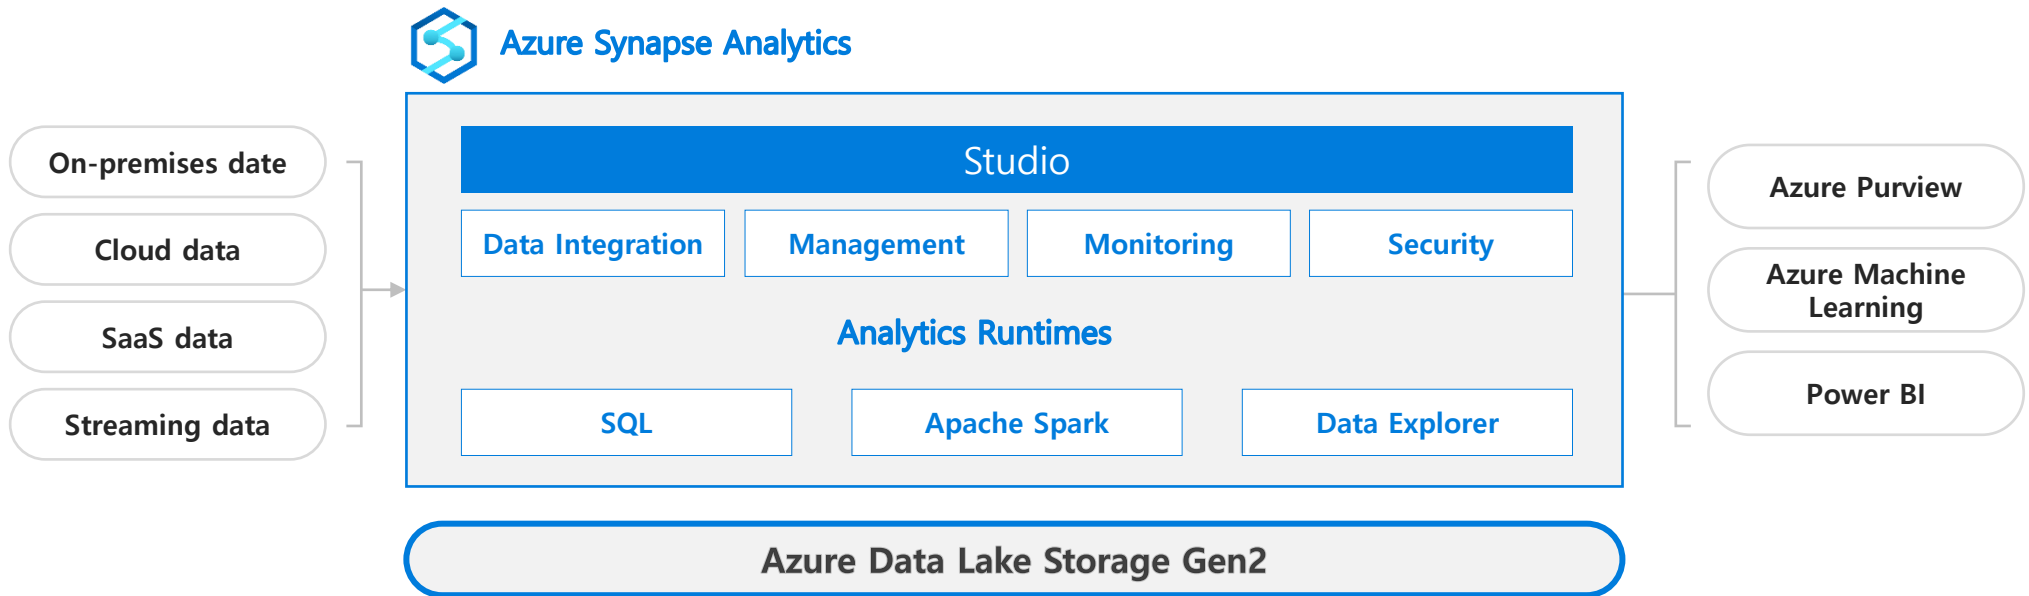 Azure Synapse Analytics
On-premises date
Cloud data
SaaS data
Streaming data
Studio
Data Integration
Management
Monitoring
Security
Analytics Runtimes
SQL
Apache Spark
Data Explorer
Azure Purview
Azure Machine
Learning
Power BI
Azure Data Lake Storage Gen2